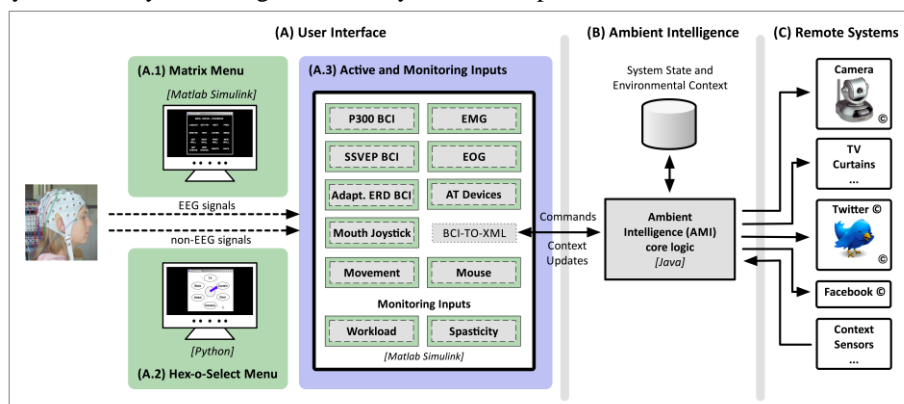 (A) User Interface
(B) Ambient Intelligence
(C) Remote Systems
(A.1) Matrix Menu
[Matlab Simulink]
EEG signals
non-EEG signals
[Python]
(A.2) Hex-o-Select Menu
(A.3) Active and Monitoring Inputs
P300 BCI
EMG
SSVEP BCI
EOG
Adapt. ERD BCI
AT Devices
Mouth Joystick
BCI-TO-XML
Movement
Mouse
Monitoring Inputs
Workload
Spasticity
[Matlab Simulink]
Commands
Context
Updates
System State and
Environmental Context
Ambient
Intelligence (AMI)
core logic
[Java]
Camera
©
TV
Curtains
...
Twitter ©
©
Facebook ©
Context
Sensors
...